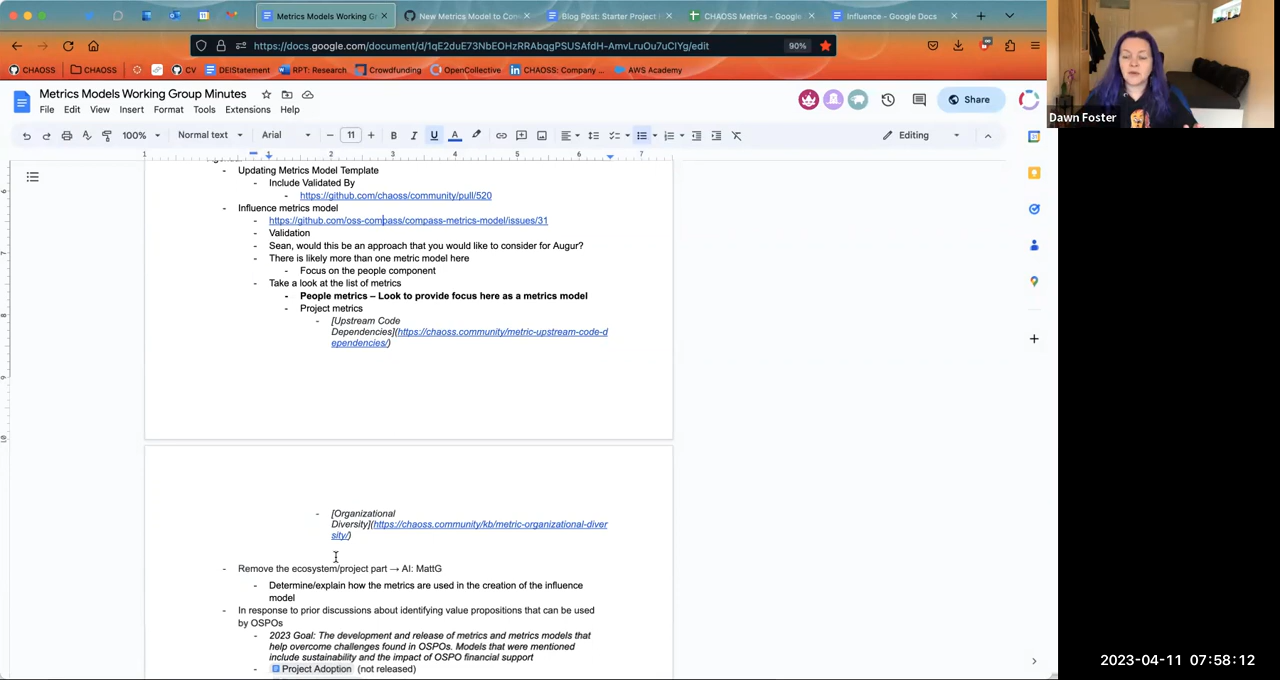 Metrics Models Working Gr
New Metrics Model to Con
Blog Post: Starter Project
CHAOSS Metrics - Google
Influence - Google Docs
https://docs.google.com/document/d/1qE2duE73NbEOHzRRAbqgPSUSAfdH-AmvLruOu7uClYg/edit
90%
CHAOSS
CHAOSS
CV
DEIStatement
RPT: Research
Crowdfunding
OpenCollective
CHAOSS: Company ...
AWS Academy
Metrics Models Working Group Minutes
File Edit View Insert Format Tools Extensions Help
Share
100%
Normal text
Arial
11
Editing
Dawn Foster
- Updating Metrics Model Template
- Include Validated By
- https://github.com/chaoss/community/pull/520
- Influence metrics model
- https://github.com/oss-compass/compass-metrics-model/issues/31
- Validation
- Sean, would this be an approach that you would like to consider for Augur?
- There is likely more than one metric model here
- Focus on the people component
- Take a look at the list of metrics
- People metrics – Look to provide focus here as a metrics model
- Project metrics
- [Upstream Code
Dependencies](https://chaoss.community/metric-upstream-code-d
ependencies/)
- [Organizational
Diversity](https://chaoss.community/kb/metric-organizational-diver
sity/)
- Remove the ecosystem/project part → AI: MattG
- Determine/explain how the metrics are used in the creation of the influence
model
- In response to prior discussions about identifying value propositions that can be used
by OSPOs
- 2023 Goal: The development and release of metrics and metrics models that
help overcome challenges found in OSPOs. Models that were mentioned
include sustainability and the impact of OSPO financial support
- Project Adoption (not released)
2023-04-11 07:58:12